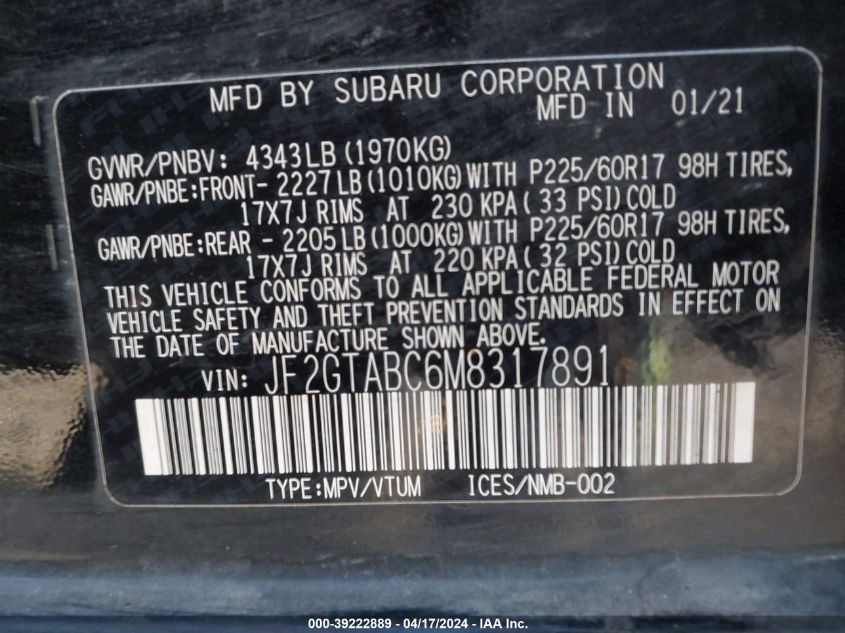 MFD BY SUBARU CORPORATION
MFD IN 01/21
GVWR/PNBV: 4343LB (1970KG)
GAWR/PNBE:FRONT- 2227LB (1010KG) WITH P225/60R17 98H TIRES,
17X7J RIMS AT 230 KPA ( 33 PSI) COLD
GAWR/PNBE:REAR - 2205LB (1000KG) WITH P225/60R17 98H TIRES,
17X7J RIMS AT 220 KPA ( 32 PSI) COLD
THIS VEHICLE CONFORMS TO ALL APPLICABLE FEDERAL MOTOR
VEHICLE SAFETY AND THEFT PREVENTION STANDARDS IN EFFECT ON
THE DATE OF MANUFACTURE SHOWN ABOVE.
VIN: JF2GTABC6M8317891
TYPE:MPV/VTUM ICES/NMB-002
000-39222889 - 04/17/2024 - IAA Inc.